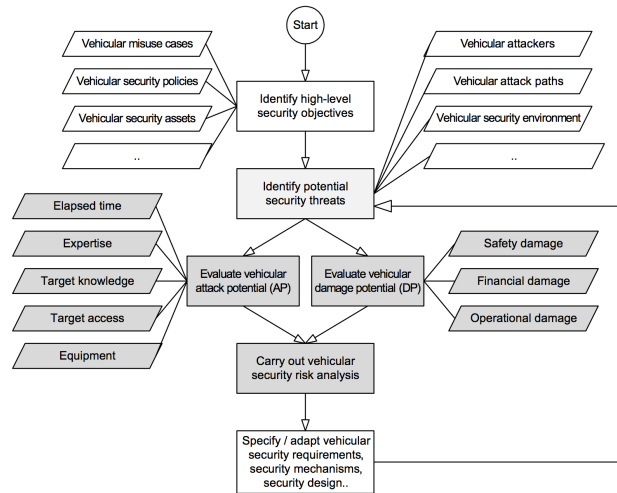 Start
Vehicular misuse cases
Vehicular security policies
Vehicular security assets
..
Identify high-level
security objectives
Vehicular attackers
Vehicular attack paths
Vehicular security environment
..
Identify potential
security threats
Elapsed time
Expertise
Target knowledge
Target access
Equipment
Evaluate vehicular
attack potential (AP)
Evaluate vehicular
damage potential (DP)
Safety damage
Financial damage
Operational damage
Carry out vehicular
security risk analysis
Specify / adapt vehicular
security requirements,
security mechanisms,
security design..